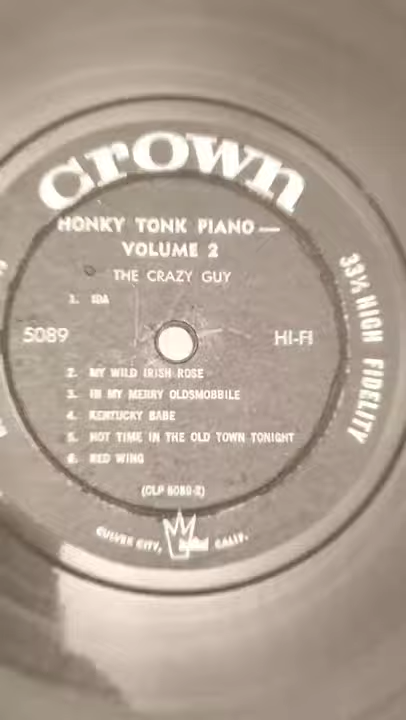 crown
HONKY TONK PIANO—
VOLUME 2
THE CRAZY GUY
1. IDA
5089
HI-FI
2. MY WILD IRISH ROSE
3. IN MY MERRY OLDSMOBBILE
4. KENTUCKY BABE
5. HOT TIME IN THE OLD TOWN TONIGHT
6. RED WING
(CLP 5089-2)
CULVER CITY, CALIF.
33⅓ HIGH FIDELITY